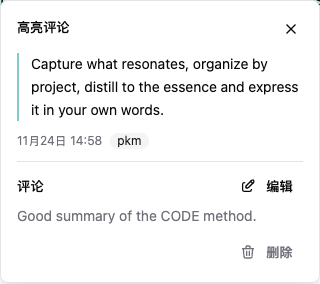 高亮评论
Capture what resonates, organize by
project, distill to the essence and express
it in your own words.
11月24日 14:58 pkm
评论 编辑
Good summary of the CODE method.
删除